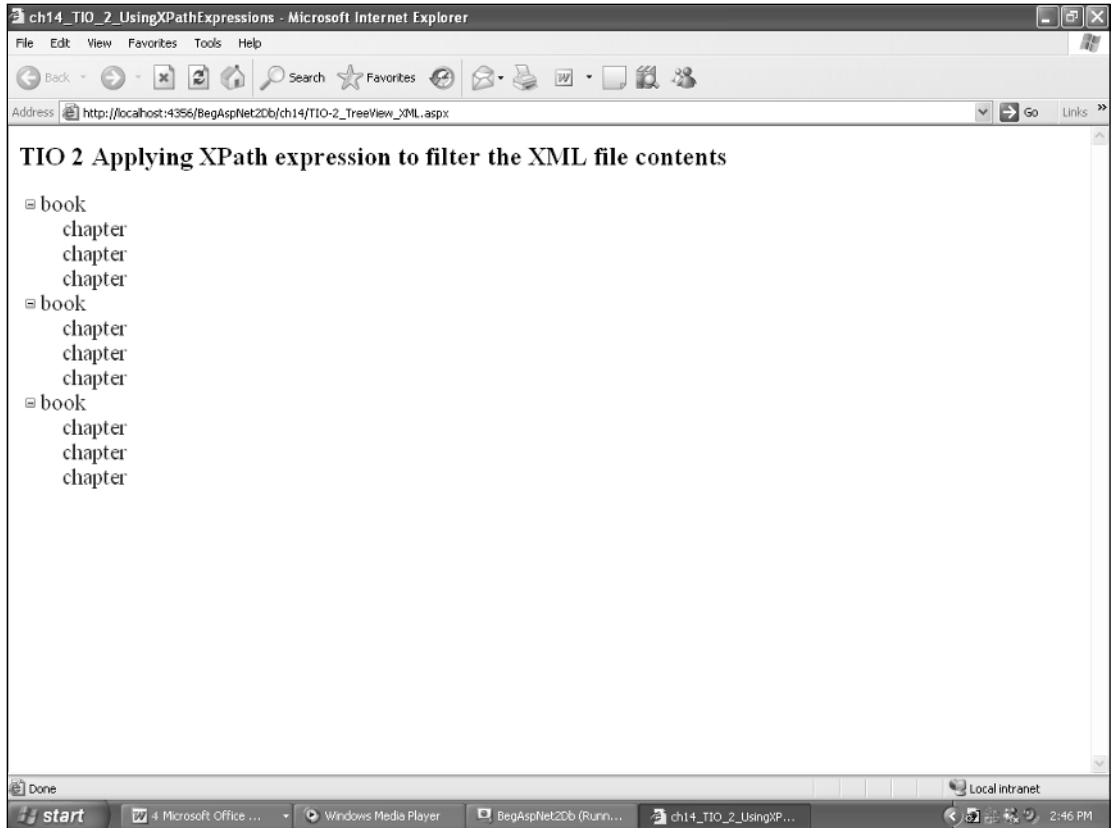 ch14_TIO_2_UsingXPathExpressions - Microsoft Internet Explorer
File Edit View Favorites Tools Help
Back Search Favorites
Address http://localhost:4356/BegAspNet2Db/ch14/TIO-2_TreeView_XML.aspx Go Links »
TIO 2 Applying XPath expression to filter the XML file contents
book
chapter
chapter
chapter
book
chapter
chapter
chapter
book
chapter
chapter
chapter
Done Local intranet
start 4 Microsoft Office ... Windows Media Player BegAspNet2Db (Runn... ch14_TIO_2_UsingXP... 2:46 PM